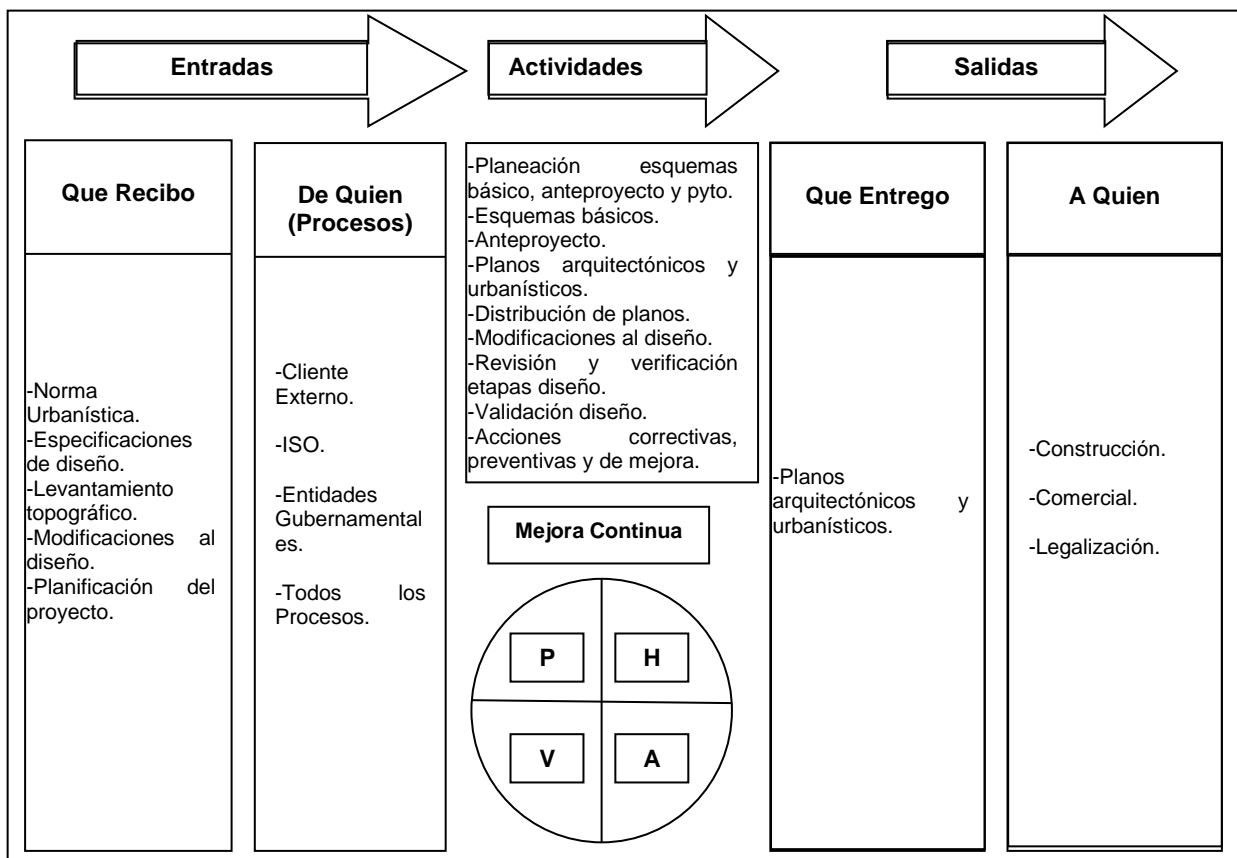 Entradas
Actividades
Salidas
Que Recibo
-Norma
Urbanística.
-Especificaciones
de diseño.
-Levantamiento
topográfico.
-Modificaciones al
diseño.
-Planificación del
proyecto.
De Quien
(Procesos)
-Cliente
Externo.
-ISO.
-Entidades
Gubernamental
es.
-Todos los
Procesos.
-Planeación esquemas
básico, anteproyecto y pyto.
-Esquemas básicos.
-Anteproyecto.
-Planos arquitectónicos y
urbanísticos.
-Distribución de planos.
-Modificaciones al diseño.
-Revisión y verificación
etapas diseño.
-Validación diseño.
-Acciones correctivas,
preventivas y de mejora.
Mejora Continua
P
H
V
A
Que Entrego
-Planos
arquitectónicos y
urbanísticos.
A Quien
-Construcción.
-Comercial.
-Legalización.